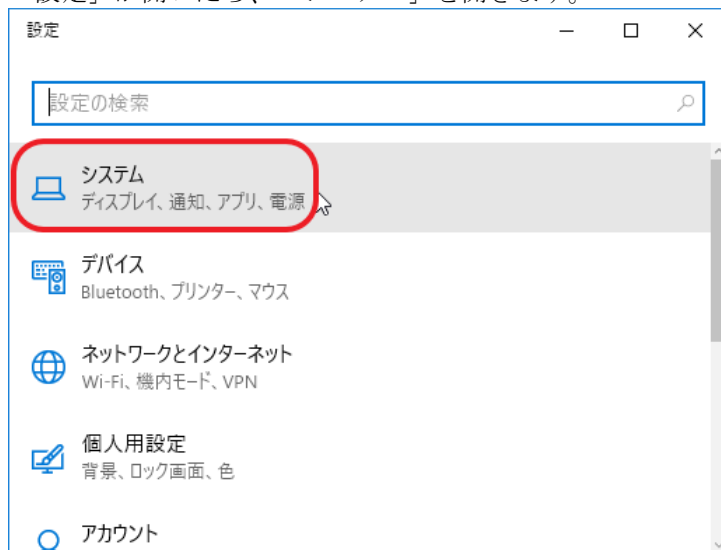 設定
設定の検索
システム
ディスプレイ、通知、アプリ、電源
デバイス
Bluetooth、プリンター、マウス
ネットワークとインターネット
Wi-Fi、機内モード、VPN
個人用設定
背景、ロック画面、色
アカウント